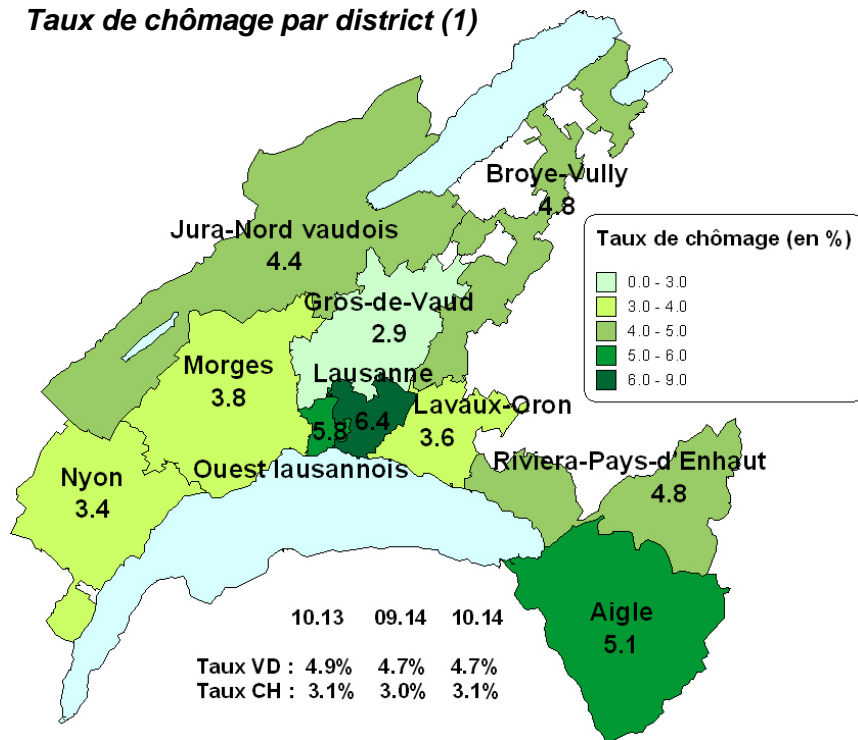 Taux de chômage par district (1)
Broye-Vully
4.8
Jura-Nord vaudois
4.4
Taux de chômage (en %)
0.0 - 3.0
3.0 - 4.0
4.0 - 5.0
5.0 - 6.0
6.0 - 9.0
Gros-de-Vaud
2.9
Morges
3.8
Lausanne
6.4
5.8
Lavaux-Oron
3.6
Ouest lausannois
Riviera-Pays-d'Enhaut
4.8
Nyon
3.4
Aigle
5.1
10.13 09.14 10.14
Taux VD : 4.9% 4.7% 4.7%
Taux CH : 3.1% 3.0% 3.1%